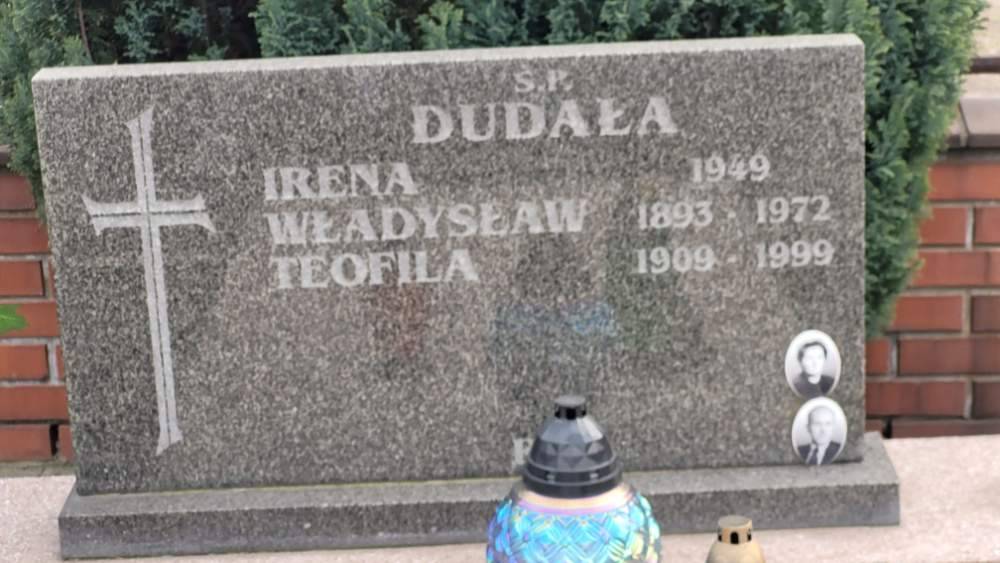 Ś.P.
DUDAŁA
IRENA 1949
WŁADYSŁAW 1893 - 1972
TEOFILA 1909 - 1999